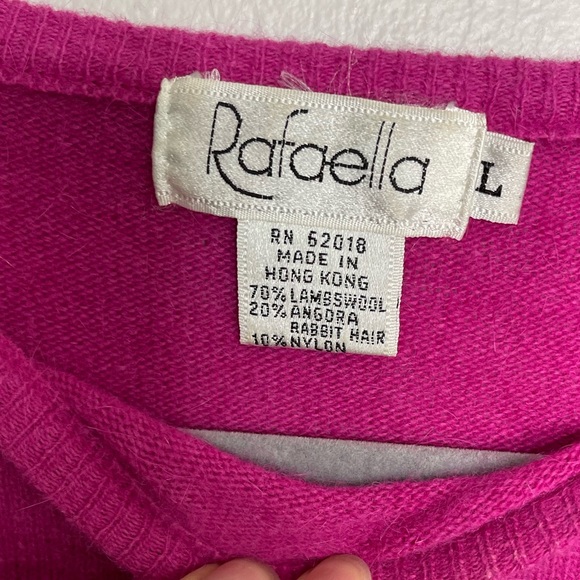 Rafaella
L
RN 62018
MADE IN
HONG KONG
70% LAMBSWOOL
20% ANGORA
RABBIT HAIR
10% NYLON